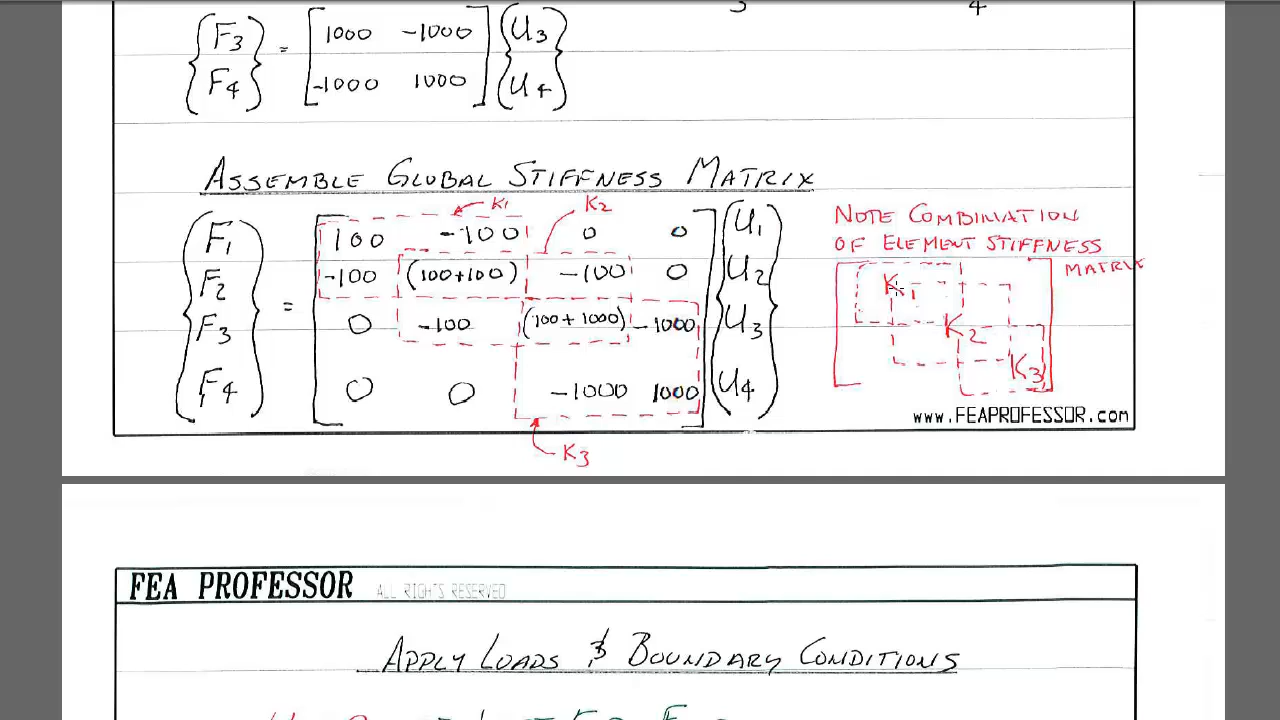 3 4
{F3} = [1000 -1000] {U3}
{F4} [-1000 1000] {U4}
ASSEMBLE GLOBAL STIFFNESS MATRIX
K1 K2
F1 100 -100 0 0 U1
F2 -100 (100+100) -100 0 U2
=
F3 0 -100 (100+1000) -1000 U3
F4 0 0 -1000 1000 U4
K3
NOTE COMBINATION
OF ELEMENT STIFFNESS
MATRIX
K1
K2
K3
WWW.FEAPROFESSOR.com
FEA PROFESSOR ALL RIGHTS RESERVED
APPLY LOADS & BOUNDARY CONDITIONS